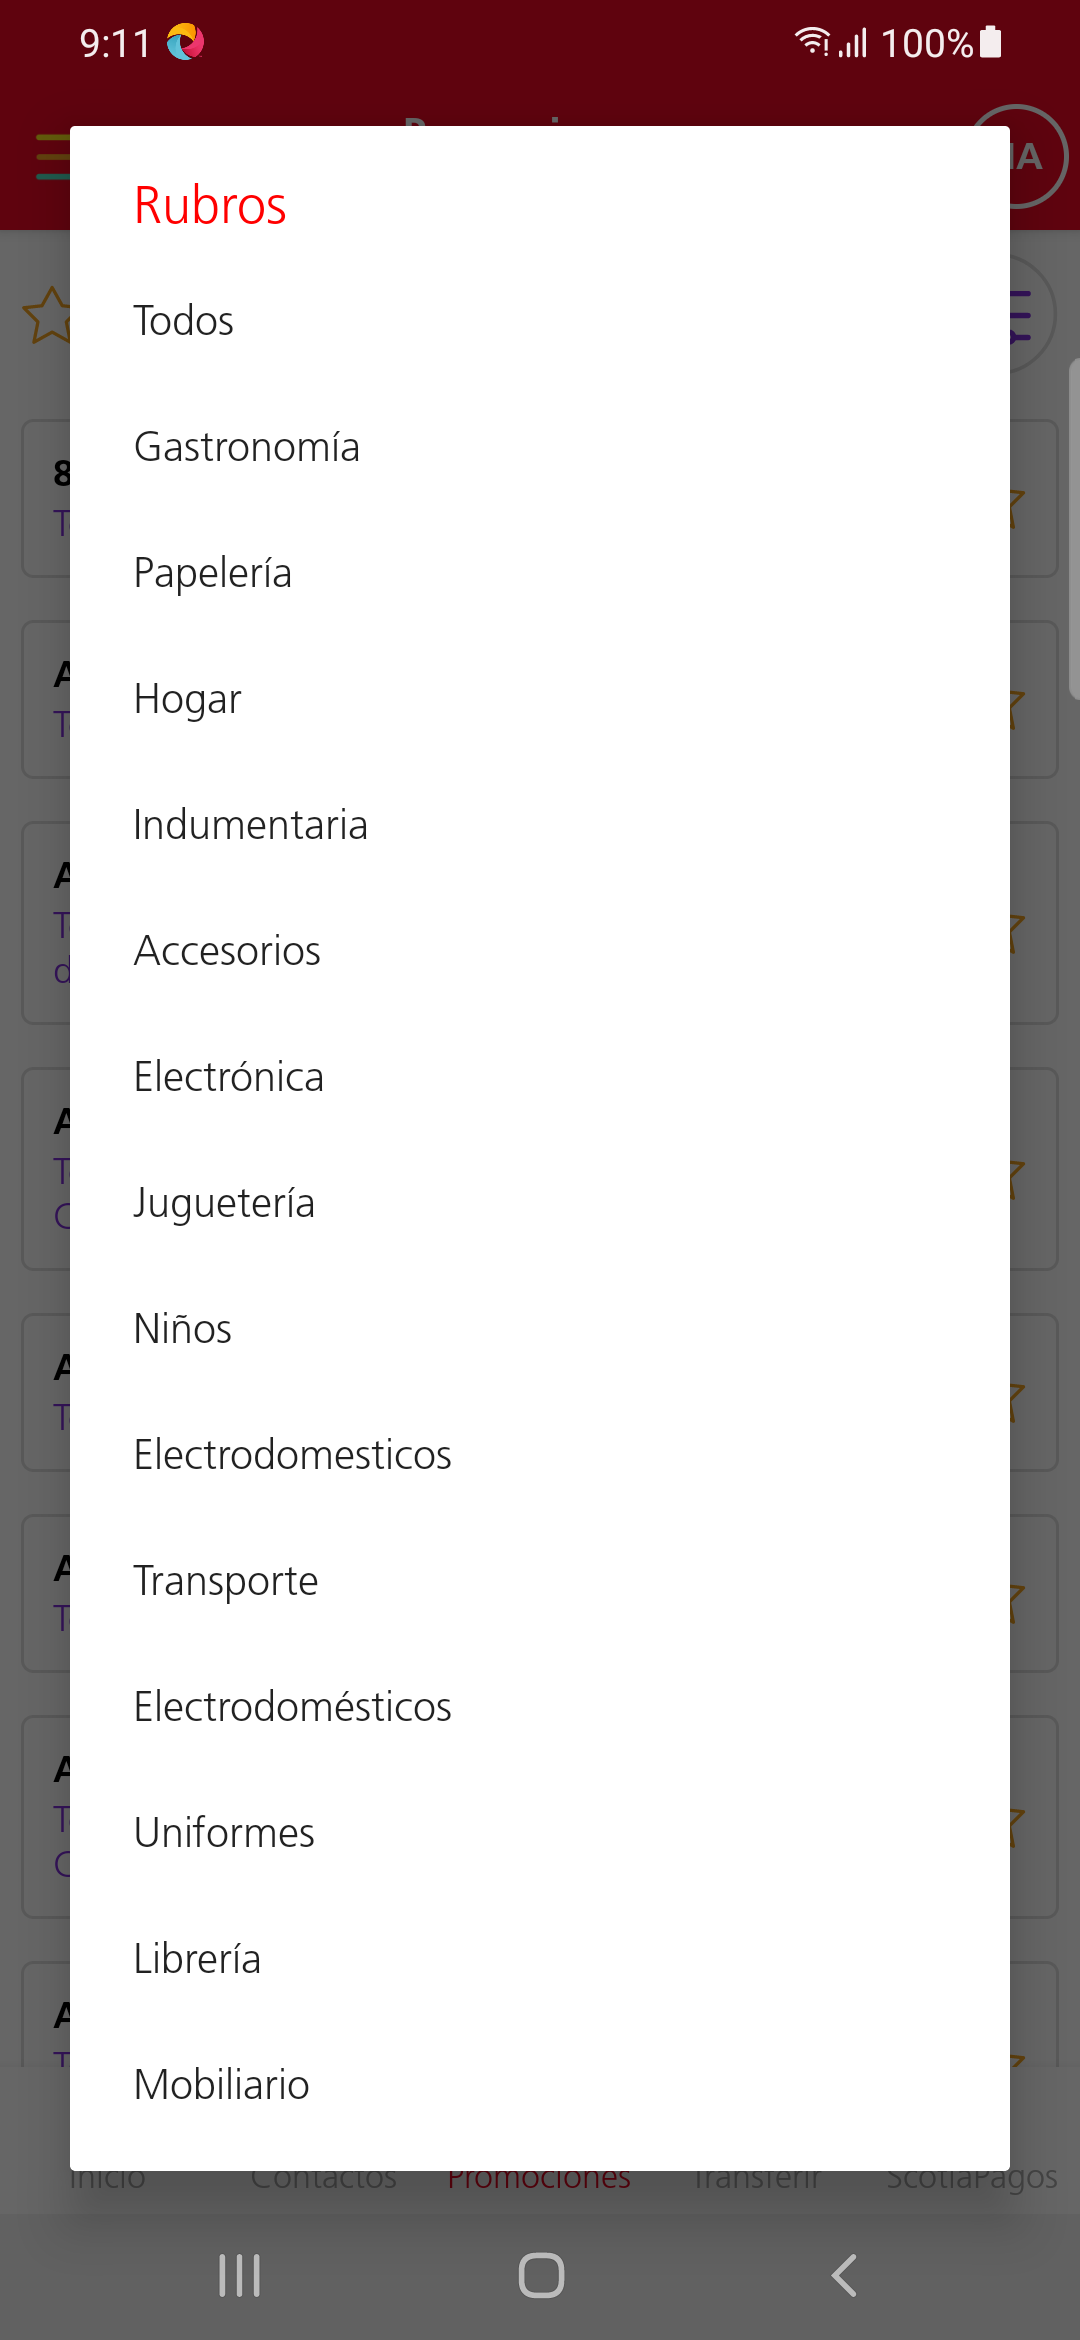 9:11
100%
Rubros
Todos
Gastronomía
Papelería
Hogar
Indumentaria
Accesorios
Electrónica
Juguetería
Niños
Electrodomesticos
Transporte
Electrodomésticos
Uniformes
Librería
Mobiliario
Inicio
Contactos
Promociones
Transferir
ScotiaPagos